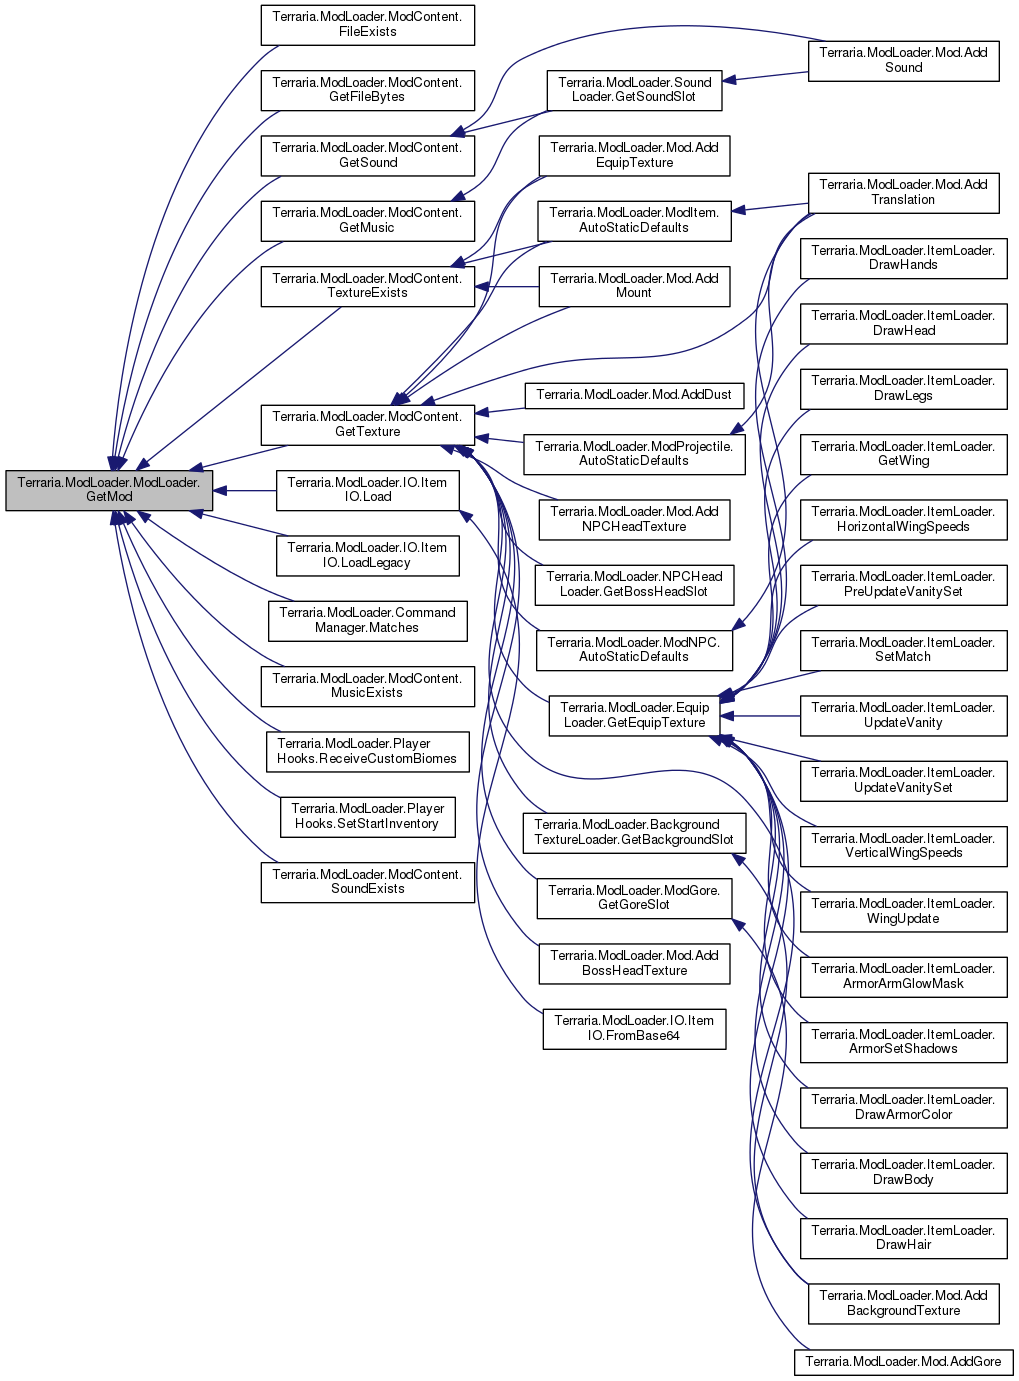 Terraria.ModLoader.ModLoader.
GetMod
Terraria.ModLoader.ModContent.
FileExists
Terraria.ModLoader.ModContent.
GetFileBytes
Terraria.ModLoader.ModContent.
GetSound
Terraria.ModLoader.ModContent.
GetMusic
Terraria.ModLoader.ModContent.
TextureExists
Terraria.ModLoader.ModContent.
GetTexture
Terraria.ModLoader.IO.Item
IO.Load
Terraria.ModLoader.IO.Item
IO.LoadLegacy
Terraria.ModLoader.Command
Manager.Matches
Terraria.ModLoader.ModContent.
MusicExists
Terraria.ModLoader.Player
Hooks.ReceiveCustomBiomes
Terraria.ModLoader.Player
Hooks.SetStartInventory
Terraria.ModLoader.ModContent.
SoundExists
Terraria.ModLoader.Sound
Loader.GetSoundSlot
Terraria.ModLoader.Mod.Add
EquipTexture
Terraria.ModLoader.ModItem.
AutoStaticDefaults
Terraria.ModLoader.Mod.Add
Mount
Terraria.ModLoader.Mod.AddDust
Terraria.ModLoader.ModProjectile.
AutoStaticDefaults
Terraria.ModLoader.Mod.Add
NPCHeadTexture
Terraria.ModLoader.NPCHead
Loader.GetBossHeadSlot
Terraria.ModLoader.ModNPC.
AutoStaticDefaults
Terraria.ModLoader.Equip
Loader.GetEquipTexture
Terraria.ModLoader.Background
TextureLoader.GetBackgroundSlot
Terraria.ModLoader.ModGore.
GetGoreSlot
Terraria.ModLoader.Mod.Add
BossHeadTexture
Terraria.ModLoader.IO.Item
IO.FromBase64
Terraria.ModLoader.Mod.Add
Sound
Terraria.ModLoader.Mod.Add
Translation
Terraria.ModLoader.ItemLoader.
DrawHands
Terraria.ModLoader.ItemLoader.
DrawHead
Terraria.ModLoader.ItemLoader.
DrawLegs
Terraria.ModLoader.ItemLoader.
GetWing
Terraria.ModLoader.ItemLoader.
HorizontalWingSpeeds
Terraria.ModLoader.ItemLoader.
PreUpdateVanitySet
Terraria.ModLoader.ItemLoader.
SetMatch
Terraria.ModLoader.ItemLoader.
UpdateVanity
Terraria.ModLoader.ItemLoader.
UpdateVanitySet
Terraria.ModLoader.ItemLoader.
VerticalWingSpeeds
Terraria.ModLoader.ItemLoader.
WingUpdate
Terraria.ModLoader.ItemLoader.
ArmorArmGlowMask
Terraria.ModLoader.ItemLoader.
ArmorSetShadows
Terraria.ModLoader.ItemLoader.
DrawArmorColor
Terraria.ModLoader.ItemLoader.
DrawBody
Terraria.ModLoader.ItemLoader.
DrawHair
Terraria.ModLoader.Mod.Add
BackgroundTexture
Terraria.ModLoader.Mod.AddGore